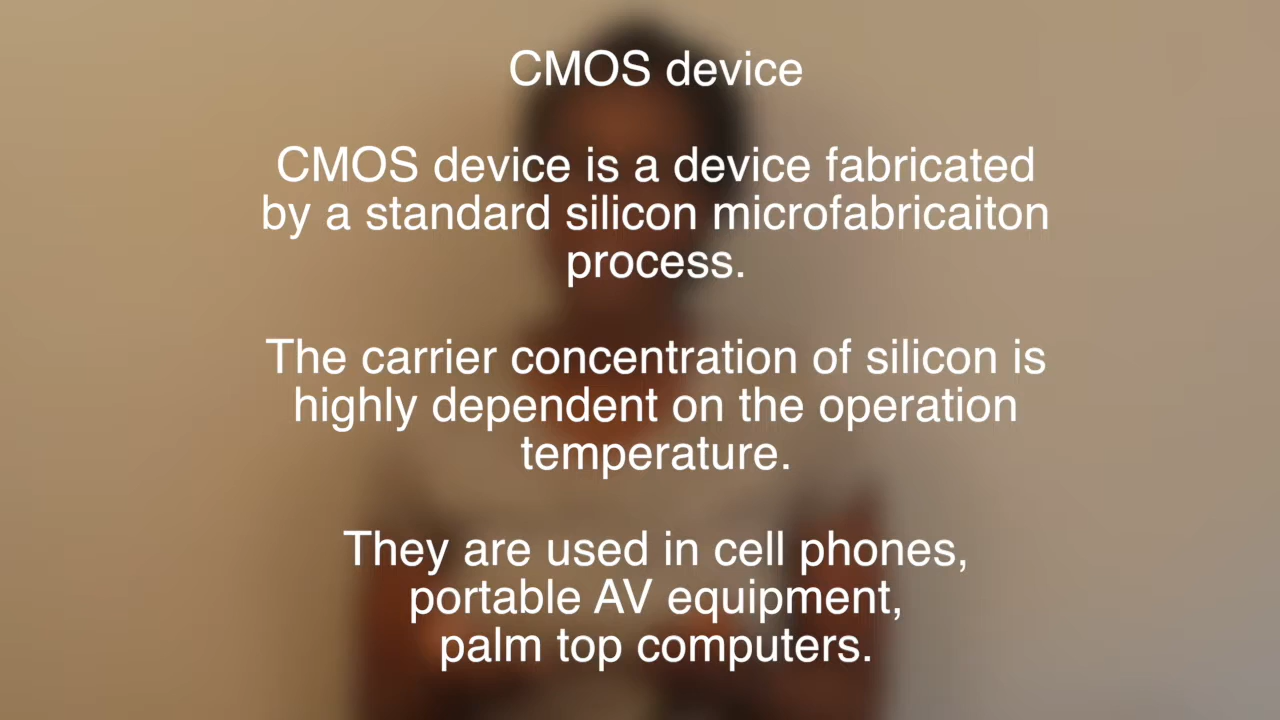 CMOS device
CMOS device is a device fabricated
by a standard silicon microfabricaiton
process.
The carrier concentration of silicon is
highly dependent on the operation
temperature.
They are used in cell phones,
portable AV equipment,
palm top computers.